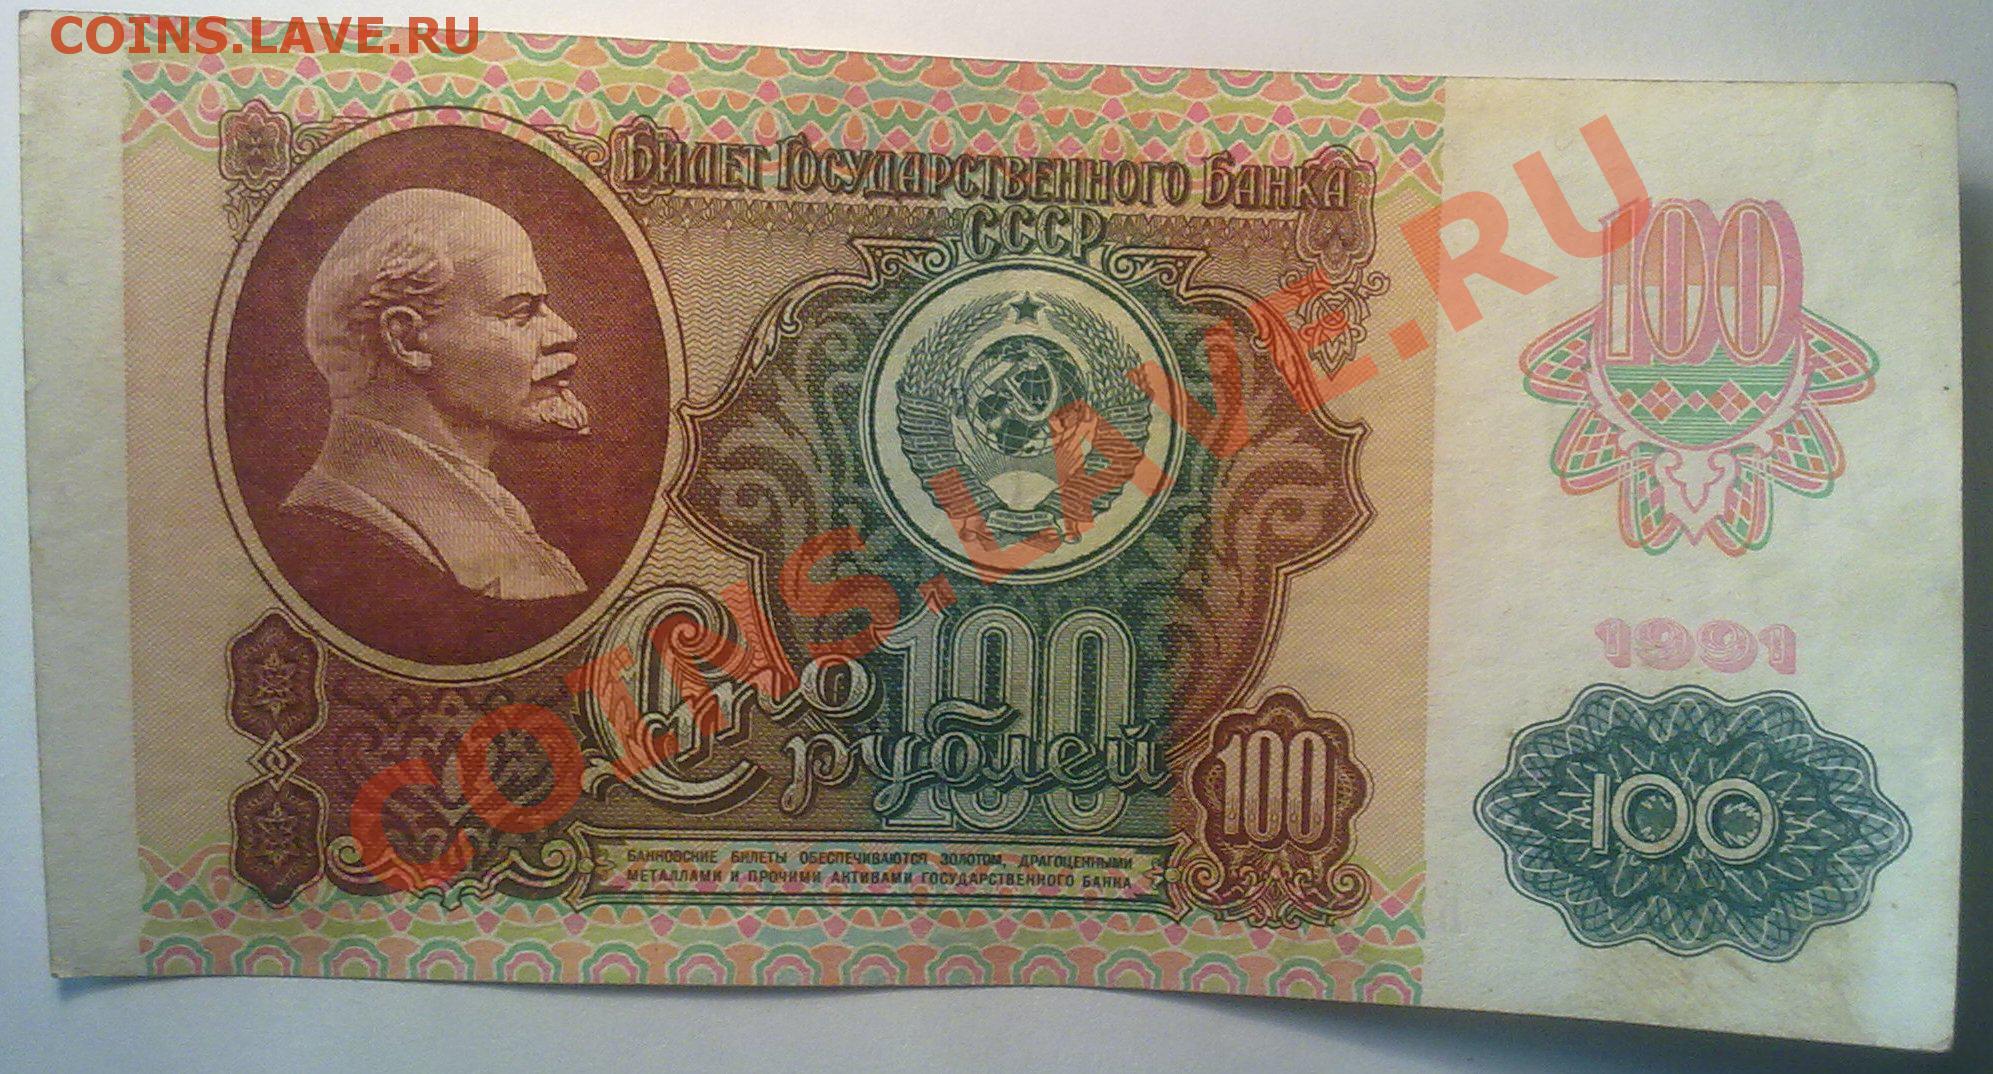 COINS.LAVE.RU
Билет Государственного Банка
СССР
100
1991
Сто
100
рублей
100
100
100
БАНКОВСКИЕ БИЛЕТЫ ОБЕСПЕЧИВАЮТСЯ ЗОЛОТОМ, ДРАГОЦЕННЫМИ
МЕТАЛЛАМИ И ПРОЧИМИ АКТИВАМИ ГОСУДАРСТВЕННОГО БАНКА
COINS.LAVE.RU